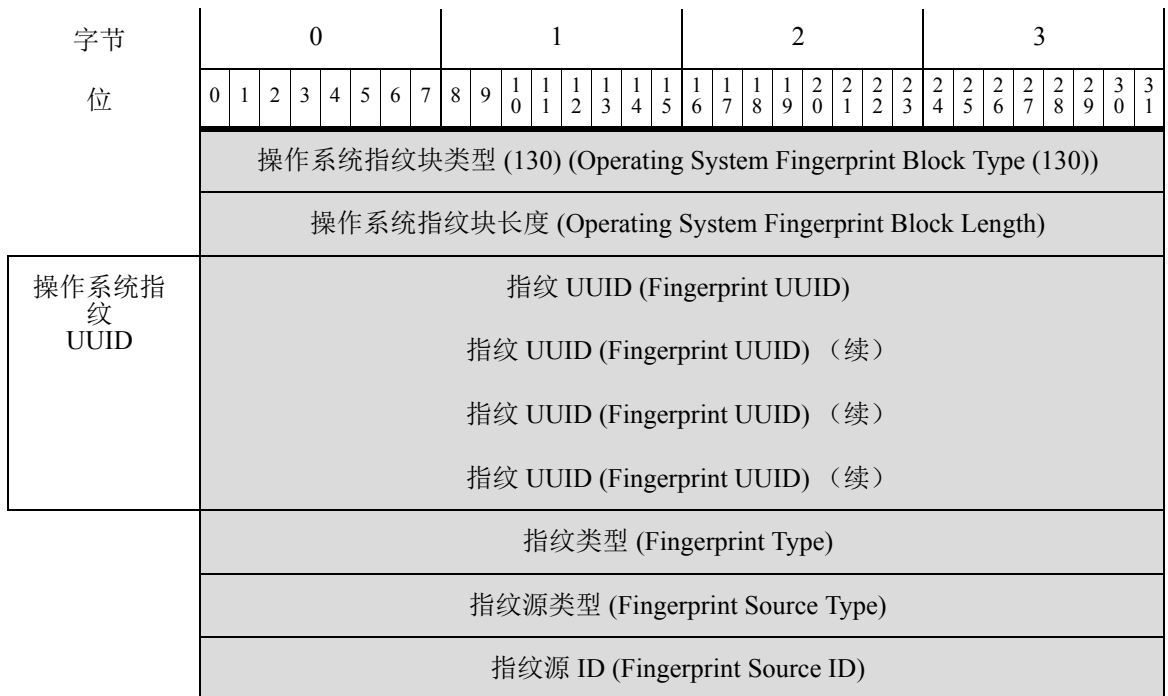 字节 0 1 2 3
位 0 1 2 3 4 5 6 7 8 9 10 11 12 13 14 15 16 17 18 19 20 21 22 23 24 25 26 27 28 29 30 31
操作系统指纹块类型 (130) (Operating System Fingerprint Block Type (130))
操作系统指纹块长度 (Operating System Fingerprint Block Length)
操作系统指
纹
UUID
指纹 UUID (Fingerprint UUID)
指纹 UUID (Fingerprint UUID) （续）
指纹 UUID (Fingerprint UUID) （续）
指纹 UUID (Fingerprint UUID) （续）
指纹类型 (Fingerprint Type)
指纹源类型 (Fingerprint Source Type)
指纹源 ID (Fingerprint Source ID)